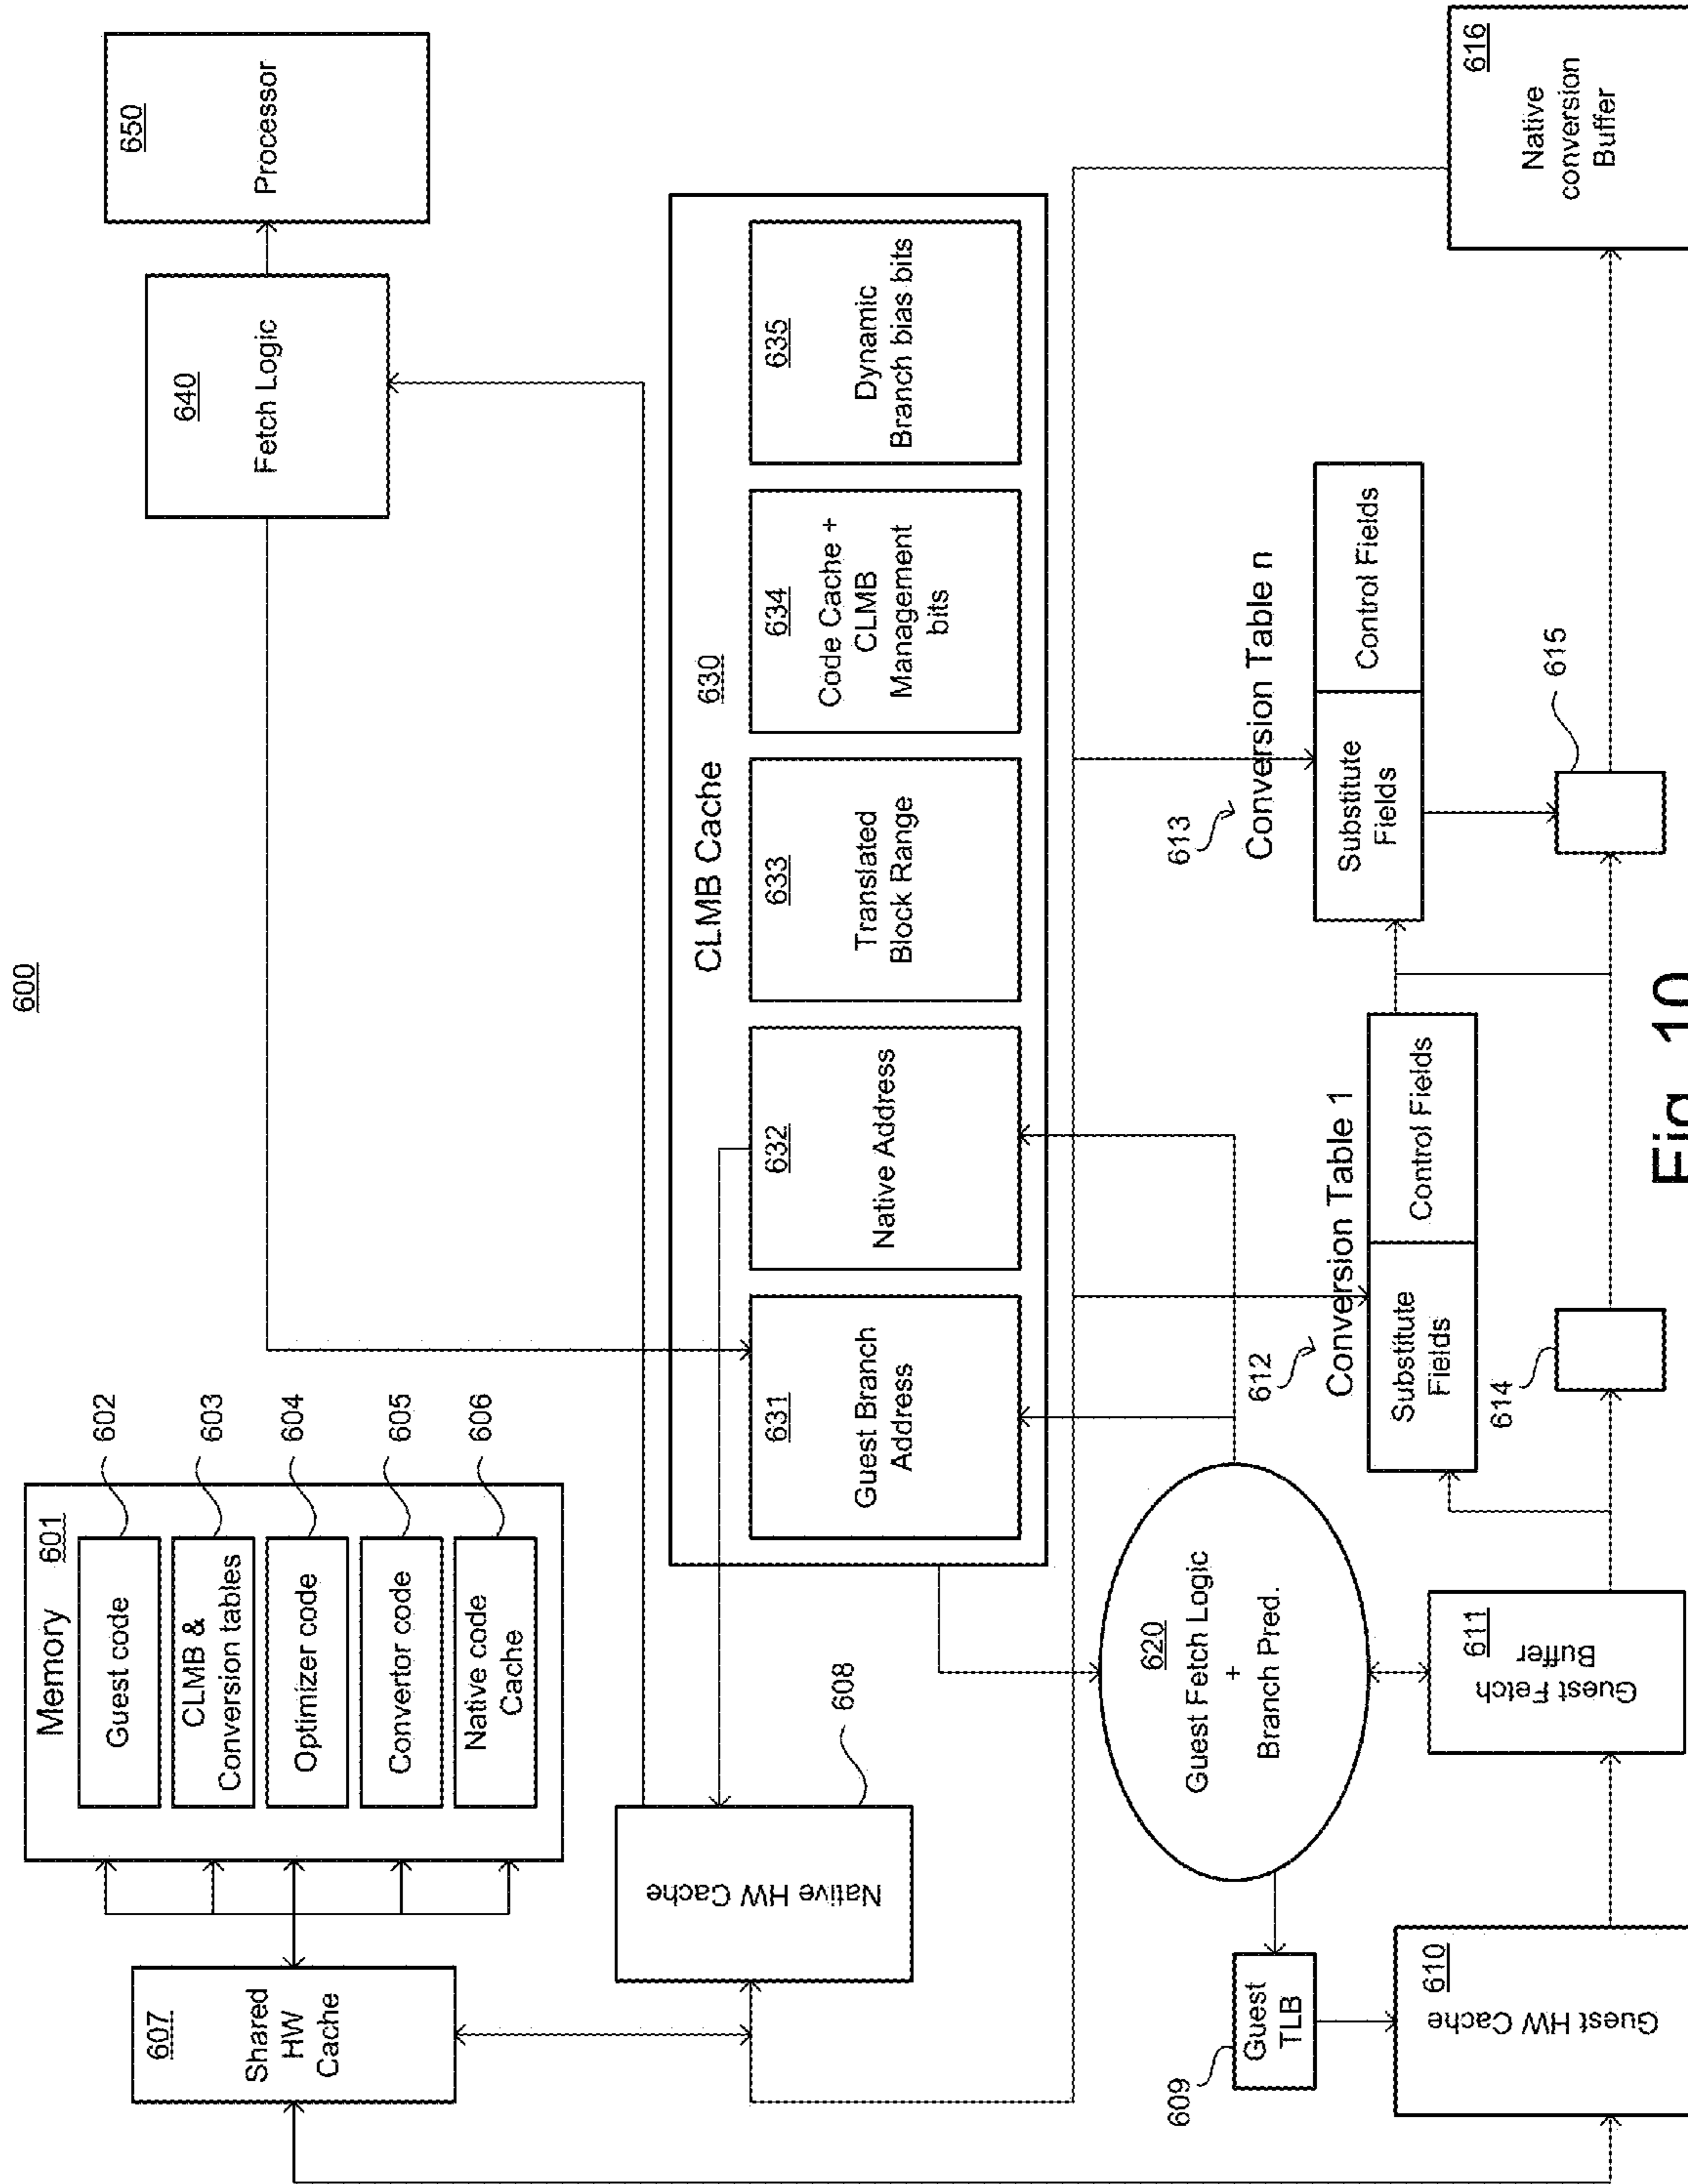 600
Memory
601
Guest code
CLMB &
Conversion tables
Optimizer code
Convertor code
Native code
Cache
602
603
604
605
606
607
Shared
HW
Cache
640
Fetch Logic
650
Processor
608
Native HW Cache
CLMB Cache
630
631
Guest Branch
Address
632
Native Address
633
Translated
Block Range
634
Code Cache +
CLMB
Management
bits
635
Dynamic
Branch bias bits
620
Guest Fetch Logic
+
Branch Pred.
609
Guest
TLB
610
Guest HW Cache
611
Guest Fetch
Buffer
612
Conversion Table 1
Substitute
Fields
Control Fields
613
Conversion Table n
Substitute
Fields
Control Fields
614
615
616
Native
conversion
Buffer
Fig. 10